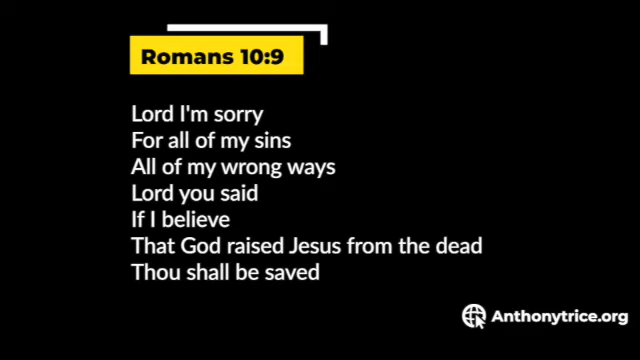 Romans 10:9
Lord I'm sorry
For all of my sins
All of my wrong ways
Lord you said
If I believe
That God raised Jesus from the dead
Thou shall be saved
Anthonytrice.org